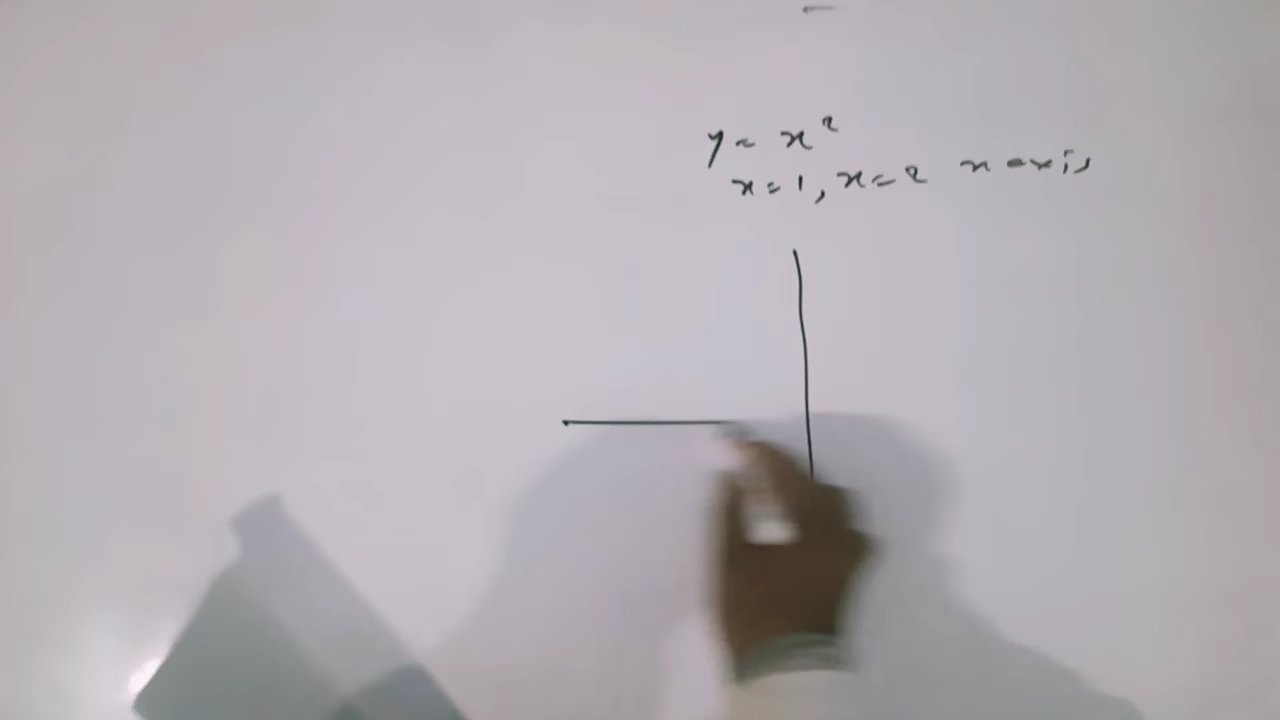 y = x²
x = 1, x = 2 x axis